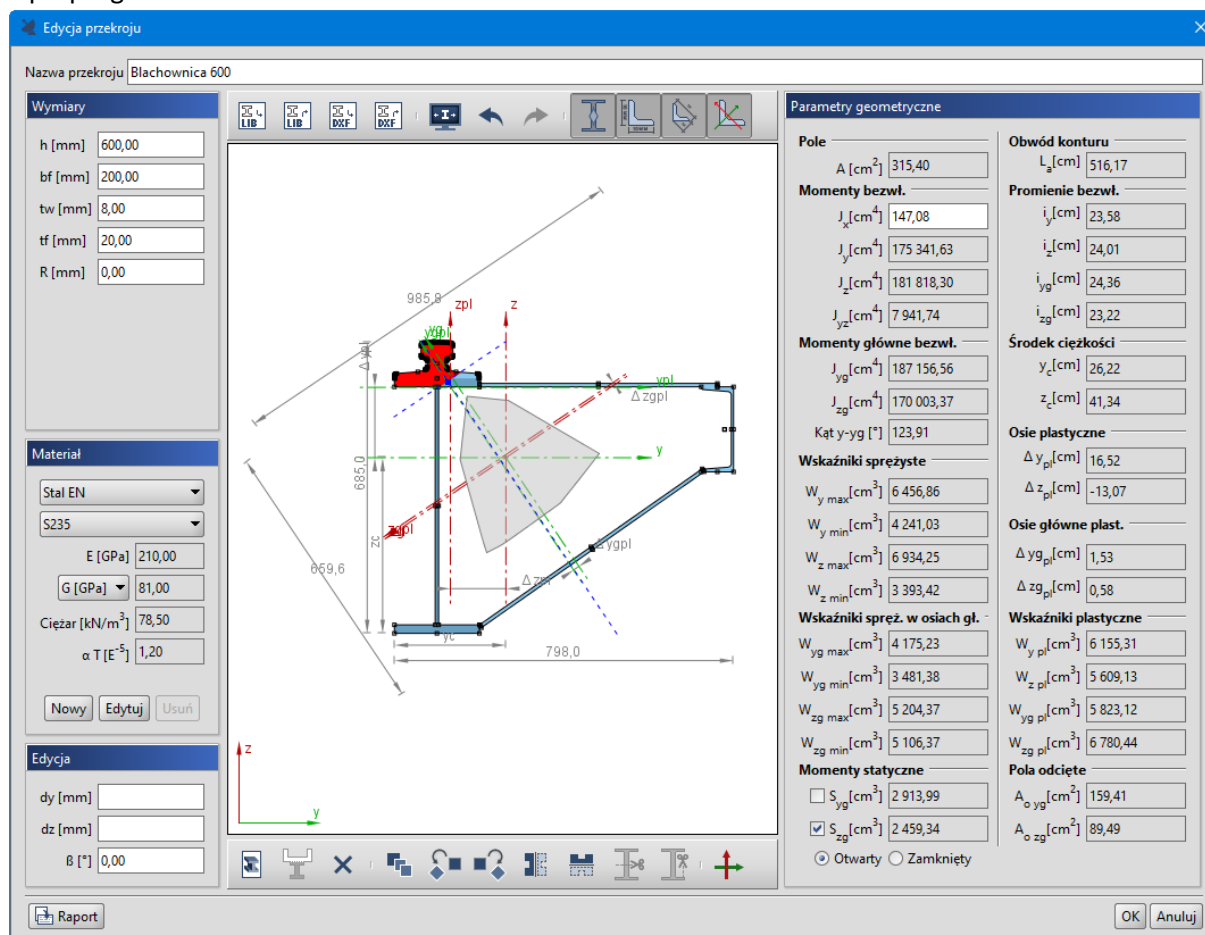 Edycja przekroju
Nazwa przekroju Blachownica 600
Wymiary
h [mm] 600,00
bf [mm] 200,00
tw [mm] 8,00
tf [mm] 20,00
R [mm] 0,00
Materiał
Stal EN
S235
E [GPa] 210,00
G [GPa] 81,00
Ciężar [kN/m³] 78,50
α T [E⁻⁵] 1,20
Nowy Edytuj Usuń
Edycja
dy [mm]
dz [mm]
ß [°] 0,00
LIB LIB DXF DXF
985,8
zpl
z
yg
ygpl
Δ ypl
ypl
Δ zgpl
y
685,0
zc
zgpl
Δ ygpl
659,6
yc
798,0
z
y
Parametry geometryczne
Pole
A [cm²] 315,40
Momenty bezwł.
Jx[cm⁴] 147,08
Jy[cm⁴] 175 341,63
Jz[cm⁴] 181 818,30
Jyz[cm⁴] 7 941,74
Momenty główne bezwł.
Jyg[cm⁴] 187 156,56
Jzg[cm⁴] 170 003,37
Kąt y-yg [°] 123,91
Wskaźniki sprężyste
Wy max[cm³] 6 456,86
Wy min[cm³] 4 241,03
Wz max[cm³] 6 934,25
Wz min[cm³] 3 393,42
Wskaźniki spręż. w osiach gł.
Wyg max[cm³] 4 175,23
Wyg min[cm³] 3 481,38
Wzg max[cm³] 5 204,37
Wzg min[cm³] 5 106,37
Momenty statyczne
Syg[cm³] 2 913,99
Szg[cm³] 2 459,34
Otwarty Zamknięty
Obwód konturu
La[cm] 516,17
Promienie bezwł.
iy[cm] 23,58
iz[cm] 24,01
iyg[cm] 24,36
izg[cm] 23,22
Środek ciężkości
yc[cm] 26,22
zc[cm] 41,34
Osie plastyczne
Δ ypl[cm] 16,52
Δ zpl[cm] -13,07
Osie główne plast.
Δ ygpl[cm] 1,53
Δ zgpl[cm] 0,58
Wskaźniki plastyczne
Wy pl[cm³] 6 155,31
Wz pl[cm³] 5 609,13
Wyg pl[cm³] 5 823,12
Wzg pl[cm³] 6 780,44
Pola odcięte
Ao yg[cm²] 159,41
Ao zg[cm²] 89,49
Raport
OK Anuluj